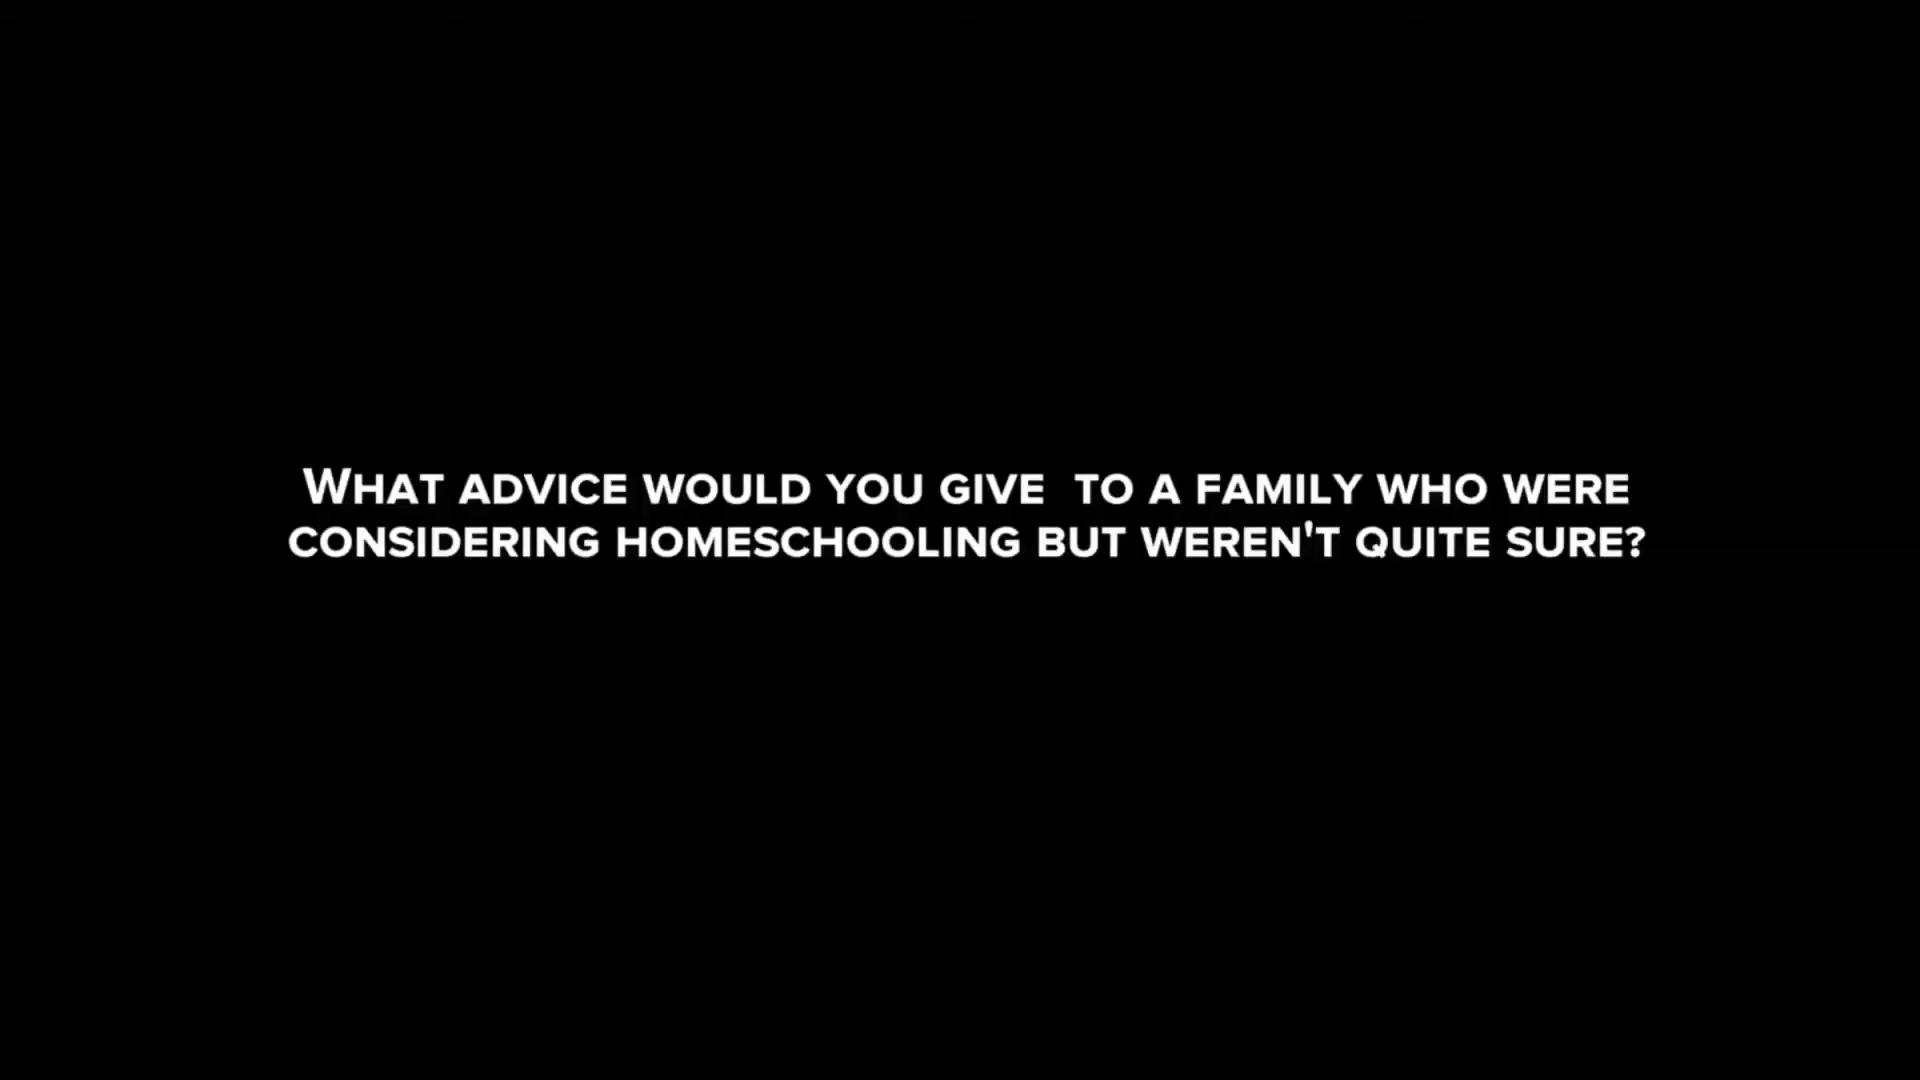 What advice would you give  to a family who were
considering homeschooling but weren't quite sure?